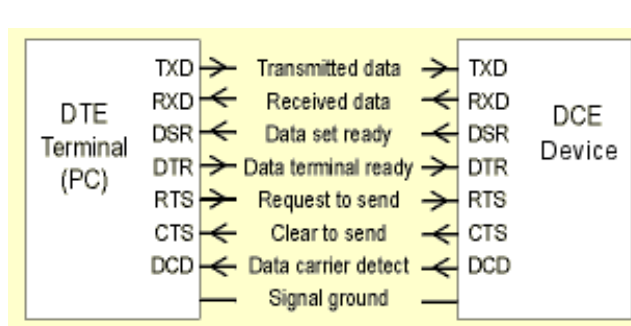 TXD Transmitted data TXD
RXD Received data RXD
DTE DCE
DSR Data set ready DSR
Terminal Device
DTR Data terminal ready DTR
(PC)
RTS Request to send RTS
CTS Clear to send CTS
DCD Data carrier detect DCD
Signal ground